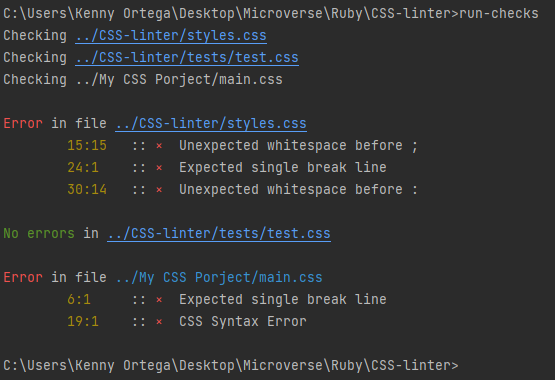 C:\Users\Kenny Ortega\Desktop\Microverse\Ruby\CSS-linter>run-checks
Checking ../CSS-linter/styles.css
Checking ../CSS-linter/tests/test.css
Checking ../My CSS Porject/main.css
Error in file ../CSS-linter/styles.css
15:15 :: × Unexpected whitespace before ;
24:1 :: × Expected single break line
30:14 :: × Unexpected whitespace before :
No errors in ../CSS-linter/tests/test.css
Error in file ../My CSS Porject/main.css
6:1 :: × Expected single break line
19:1 :: × CSS Syntax Error
C:\Users\Kenny Ortega\Desktop\Microverse\Ruby\CSS-linter>